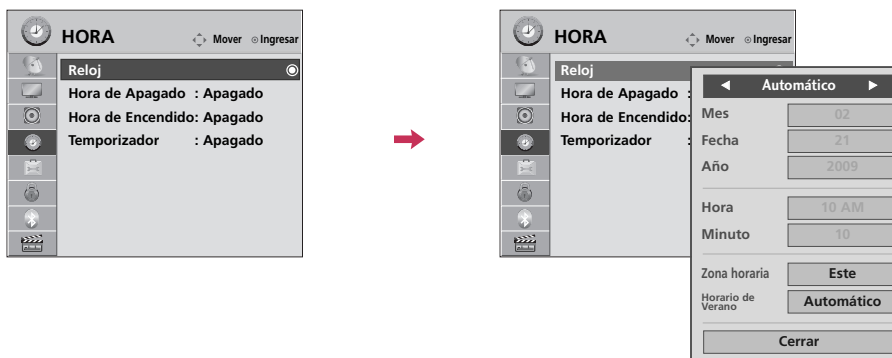 HORA Mover Ingresar
Reloj
Hora de Apagado : Apagado
Hora de Encendido: Apagado
Temporizador : Apagado
HORA Mover Ingresar
Reloj
Hora de Apagado :
Hora de Encendido:
Temporizador :
◄ Automático ►
Mes 02
Fecha 21
Año 2009
Hora 10 AM
Minuto 10
Zona horaria Este
Horario de
Verano Automático
Cerrar